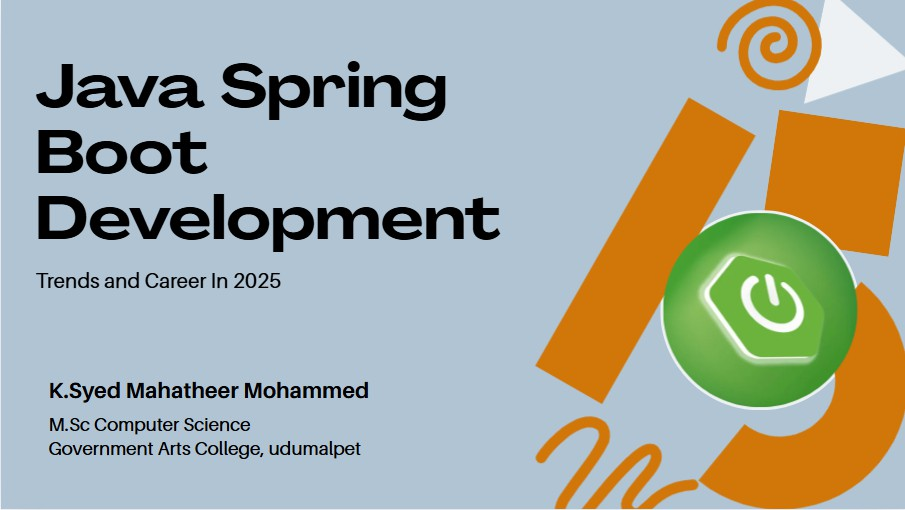 Java Spring
Boot
Development
Trends and Career In 2025
K.Syed Mahatheer Mohammed
M.Sc Computer Science
Government Arts College, udumalpet